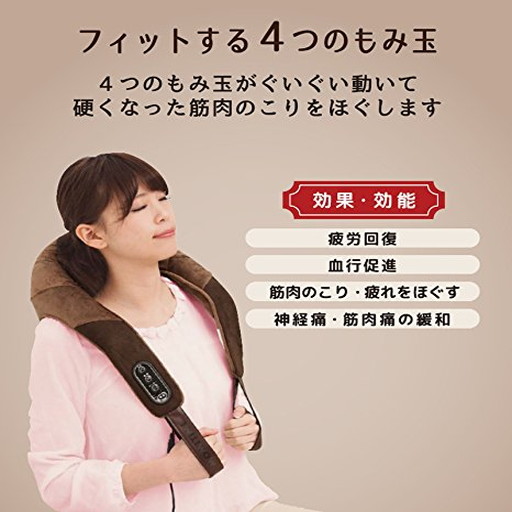 フィットする４つのもみ玉
４つのもみ玉がぐいぐい動いて
硬くなった筋肉のこりをほぐします
効果・効能
疲労回復
血行促進
筋肉のこり・疲れをほぐす
神経痛・筋肉痛の緩和